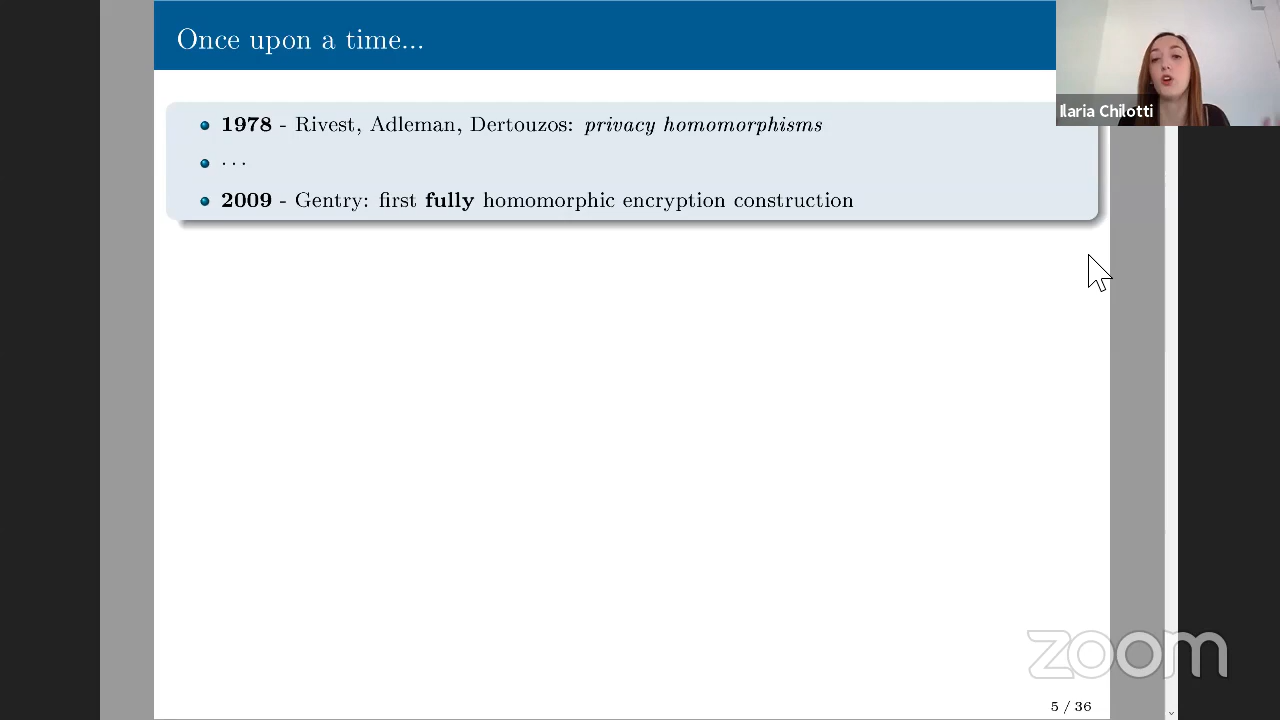 Once upon a time...
Ilaria Chilotti
1978 - Rivest, Adleman, Dertouzos: privacy homomorphisms
...
2009 - Gentry: first fully homomorphic encryption construction
zoom
5 / 36